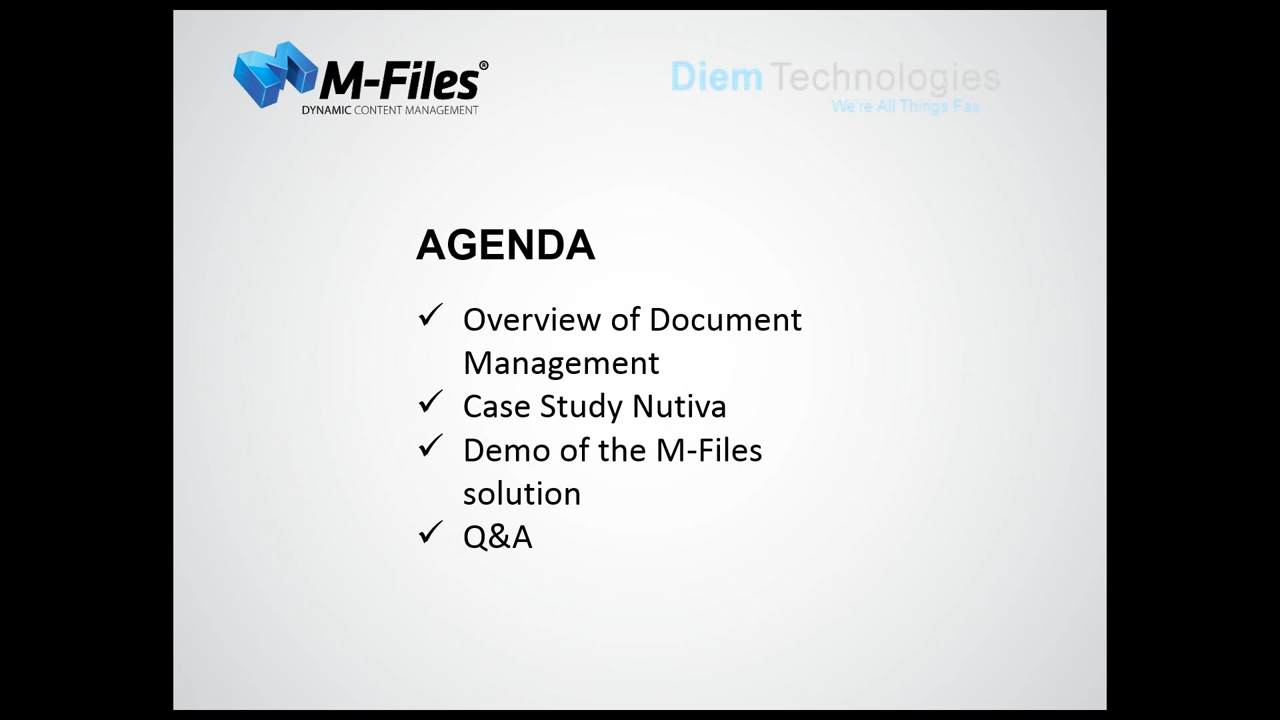 M-Files®
DYNAMIC CONTENT MANAGEMENT
Diem Technologies
We're All Things
AGENDA
✓ Overview of Document
Management
✓ Case Study Nutiva
✓ Demo of the M-Files
solution
✓ Q&A